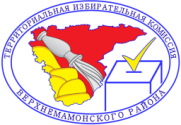 ТЕРРИТОРИАЛЬНАЯ ИЗБИРАТЕЛЬНАЯ КОМИССИЯ
ВЕРХНЕМАМОНСКОГО РАЙОНА